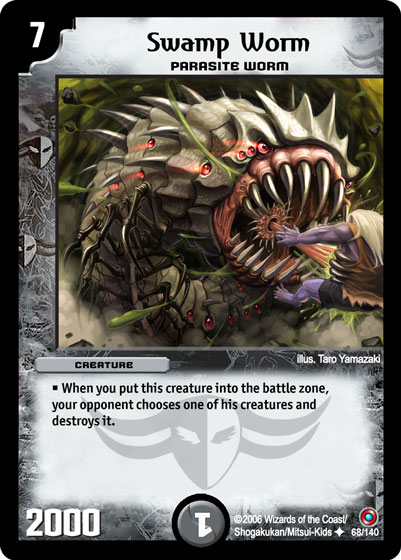 7
Swamp Worm
PARASITE WORM
illus. Taro Yamazaki
CREATURE
▪ When you put this creature into the battle zone,
your opponent chooses one of his creatures and
destroys it.
2000
1
©2006 Wizards of the Coast/
Shogakukan/Mitsui-Kids ✦ 68/140